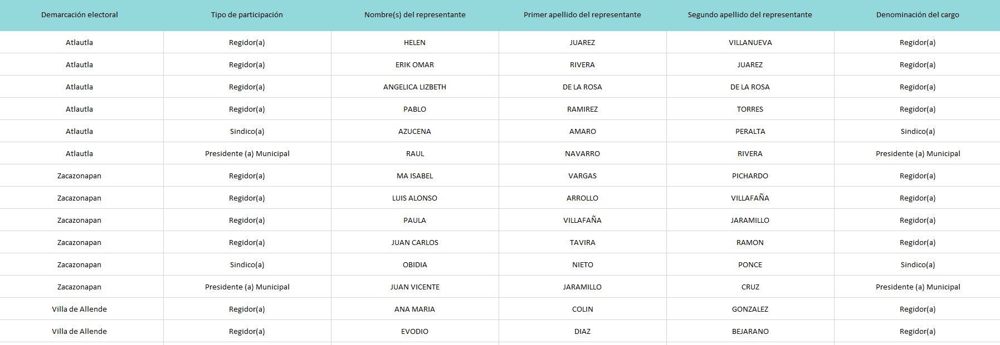 Demarcación electoral Tipo de participación Nombre(s) del representante Primer apellido del representante Segundo apellido del representante Denominación del cargo
Atlautla Regidor(a) HELEN JUAREZ VILLANUEVA Regidor(a)
Atlautla Regidor(a) ERIK OMAR RIVERA JUAREZ Regidor(a)
Atlautla Regidor(a) ANGELICA LIZBETH DE LA ROSA DE LA ROSA Regidor(a)
Atlautla Regidor(a) PABLO RAMIREZ TORRES Regidor(a)
Atlautla Sindico(a) AZUCENA AMARO PERALTA Sindico(a)
Atlautla Presidente (a) Municipal RAUL NAVARRO RIVERA Presidente (a) Municipal
Zacazonapan Regidor(a) MA ISABEL VARGAS PICHARDO Regidor(a)
Zacazonapan Regidor(a) LUIS ALONSO ARROLLO VILLAFAÑA Regidor(a)
Zacazonapan Regidor(a) PAULA VILLAFAÑA JARAMILLO Regidor(a)
Zacazonapan Regidor(a) JUAN CARLOS TAVIRA RAMON Regidor(a)
Zacazonapan Sindico(a) OBIDIA NIETO PONCE Sindico(a)
Zacazonapan Presidente (a) Municipal JUAN VICENTE JARAMILLO CRUZ Presidente (a) Municipal
Villa de Allende Regidor(a) ANA MARIA COLIN GONZALEZ Regidor(a)
Villa de Allende Regidor(a) EVODIO DIAZ BEJARANO Regidor(a)